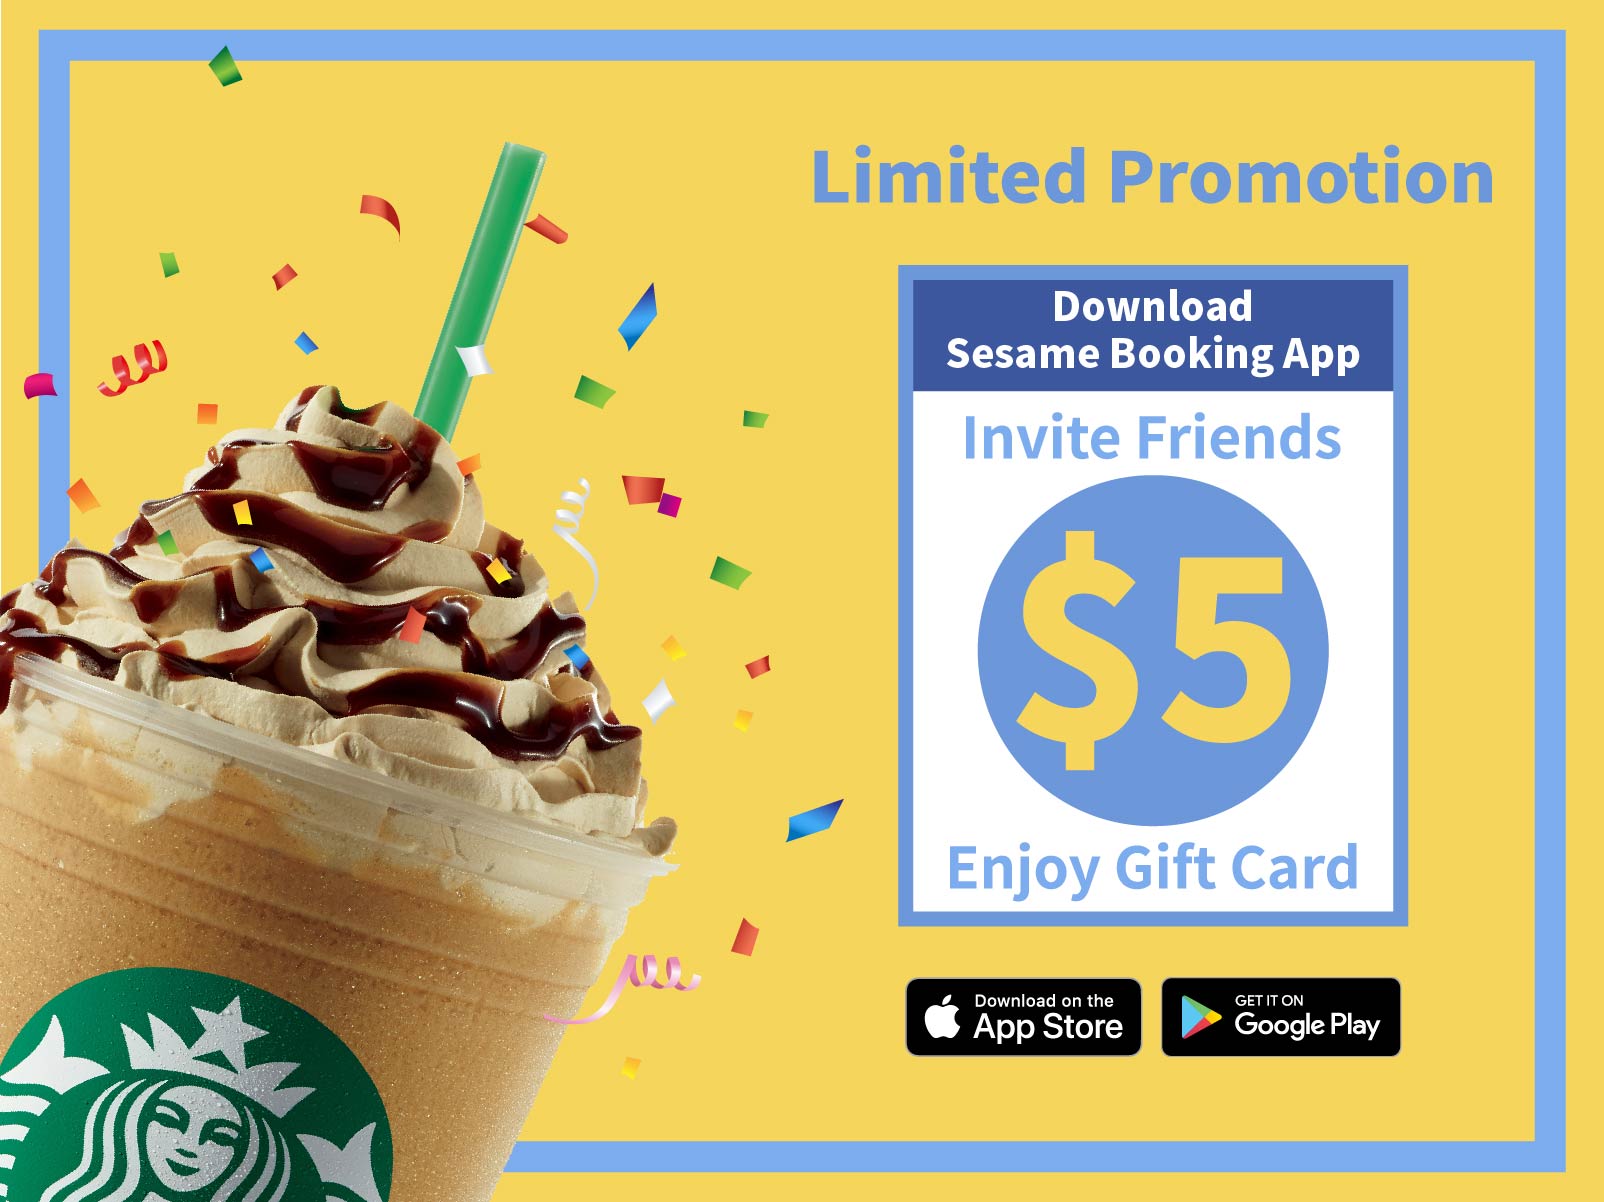 Limited Promotion
Download
Sesame Booking App
Invite Friends
$5
Enjoy Gift Card
Download on the
App Store
GET IT ON
Google Play